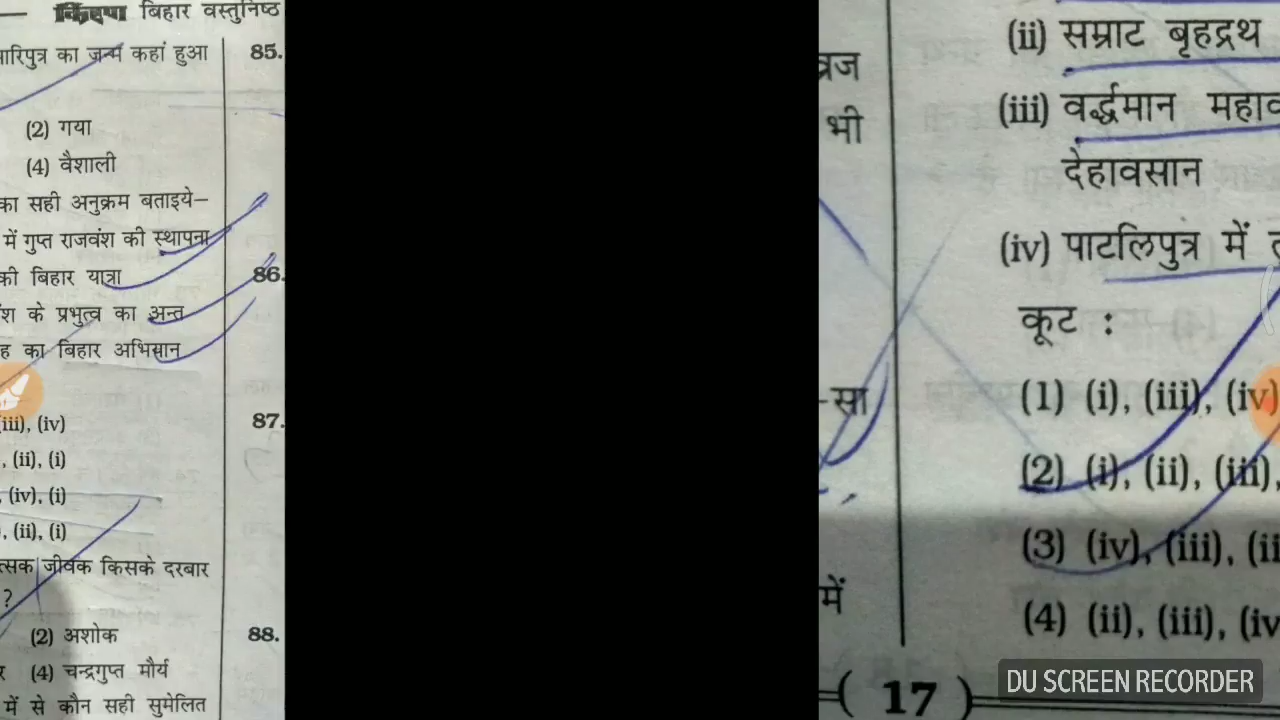 बिहार वस्तुनिष्ठ
सारिपुत्र का जन्म कहां हुआ
85.
(2) गया
(4) वैशाली
का सही अनुक्रम बताइये–
में गुप्त राजवंश की स्थापना
की बिहार यात्रा
86.
के प्रभुत्व का अन्त
ह का बिहार अभिसान
(iii), (iv)
87.
, (ii), (i)
, (iv), (i)
, (ii), (i)
जीवक किसके दरबार
?
(2) अशोक
88.
र (4) चन्द्रगुप्त मौर्य
में से कौन सही सुमेलित
व्रज
भी
-सा
में
(ii) सम्राट बृहद्रथ
(iii) वर्द्धमान महाव
देहावसान
(iv) पाटलिपुत्र में
कूट :
(1) (i), (iii), (iv)
(2) (i), (ii), (iii),
(3) (iv), (iii), (ii
(4) (ii), (iii), (iv
( 17 )
DU SCREEN RECORDER